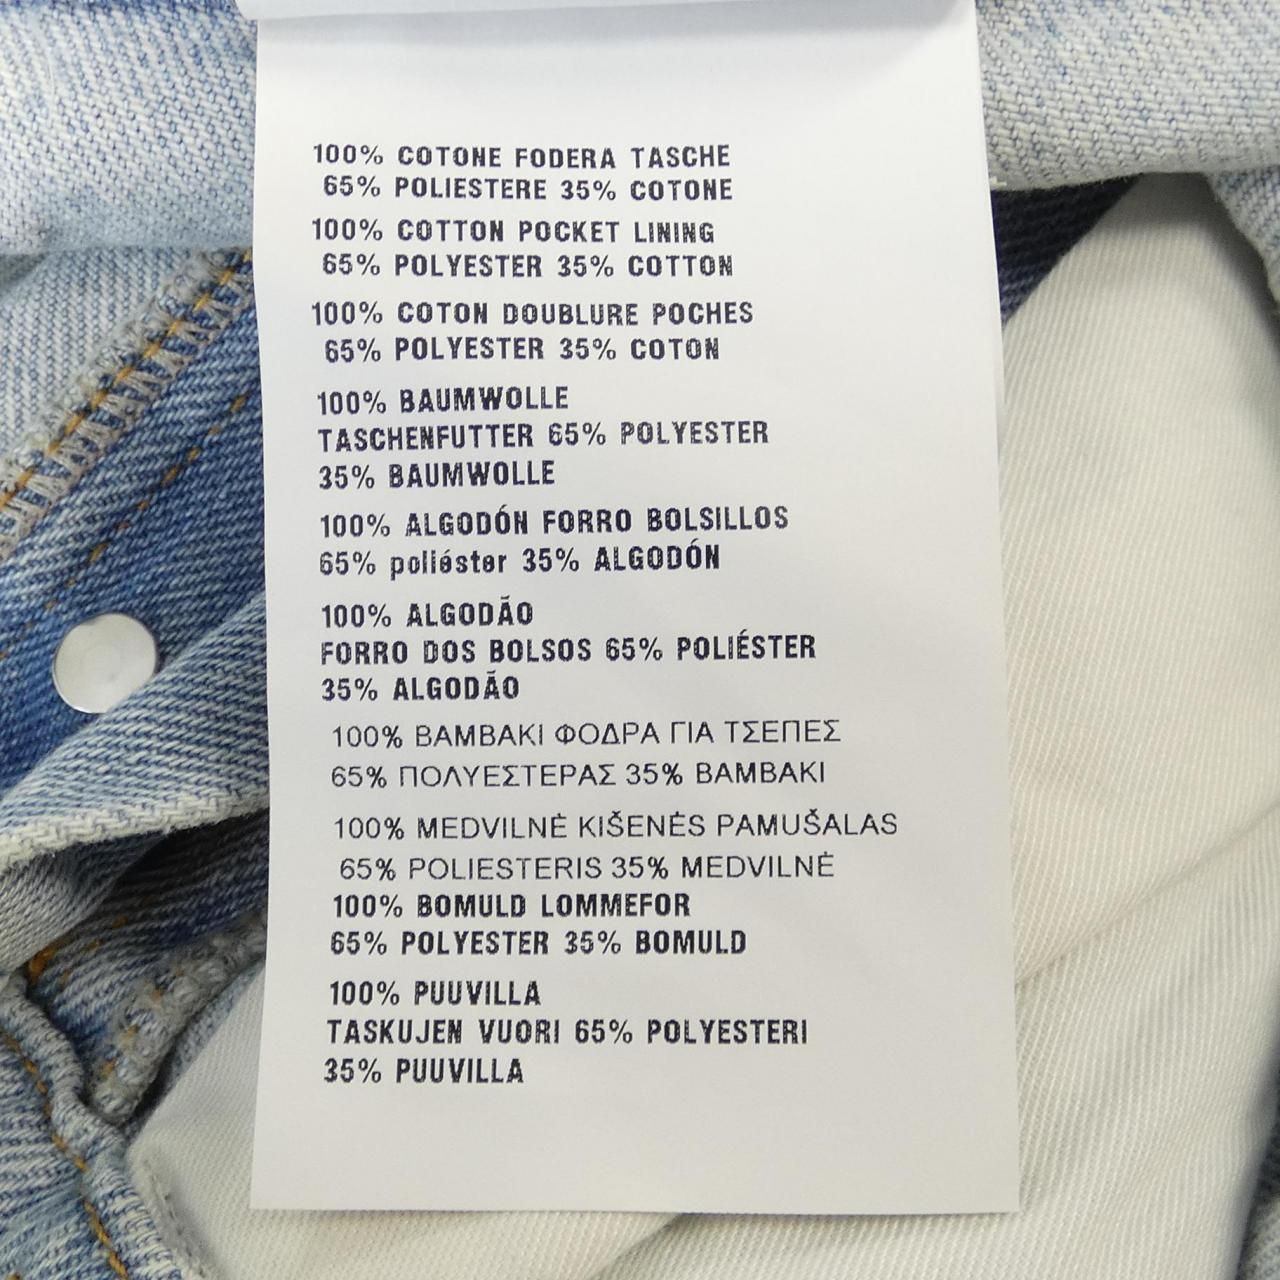 100% COTONE FODERA TASCHE
65% POLIESTERE 35% COTONE
100% COTTON POCKET LINING
65% POLYESTER 35% COTTON
100% COTON DOUBLURE POCHES
65% POLYESTER 35% COTON
100% BAUMWOLLE
TASCHENFUTTER 65% POLYESTER
35% BAUMWOLLE
100% ALGODÓN FORRO BOLSILLOS
65% poliéster 35% ALGODÓN
100% ALGODÃO
FORRO DOS BOLSOS 65% POLIÉSTER
35% ALGODÃO
100% ΒΑΜΒΑΚΙ ΦΟΔΡΑ ΓΙΑ ΤΣΕΠΕΣ
65% ΠΟΛΥΕΣΤΕΡΑΣ 35% ΒΑΜΒΑΚΙ
100% MEDVILNĖ KIŠENĖS PAMUŠALAS
65% POLIESTERIS 35% MEDVILNĖ
100% BOMULD LOMMEFOR
65% POLYESTER 35% BOMULD
100% PUUVILLA
TASKUJEN VUORI 65% POLYESTERI
35% PUUVILLA